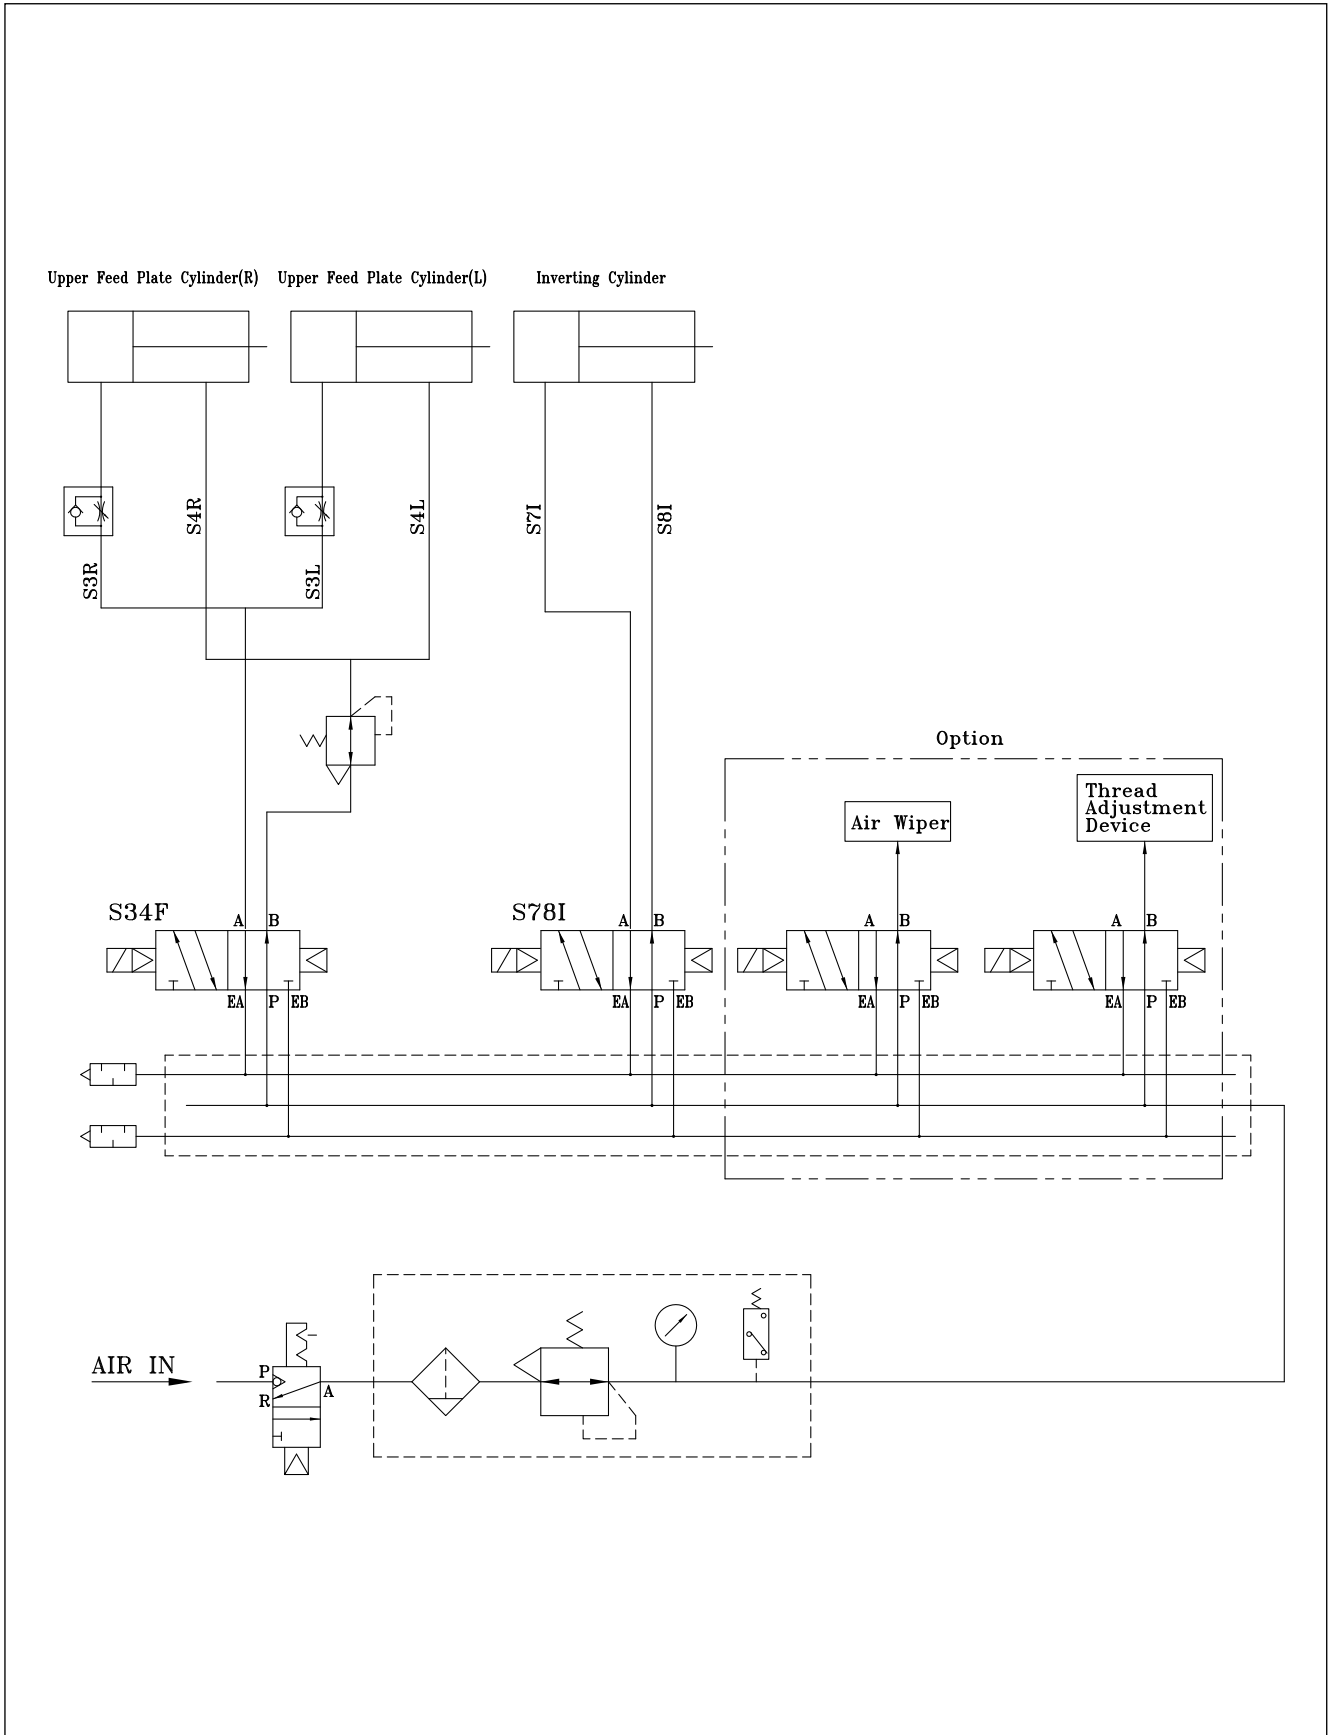 Upper Feed Plate Cylinder(R)
Upper Feed Plate Cylinder(L)
Inverting Cylinder
S3R
S4R
S3L
S4L
S7I
S8I
Option
Air Wiper
Thread
Adjustment
Device
S34F
A
B
EA
P
EB
S78I
A
B
EA
P
EB
A
B
EA
P
EB
A
B
EA
P
EB
AIR IN
P
R
A